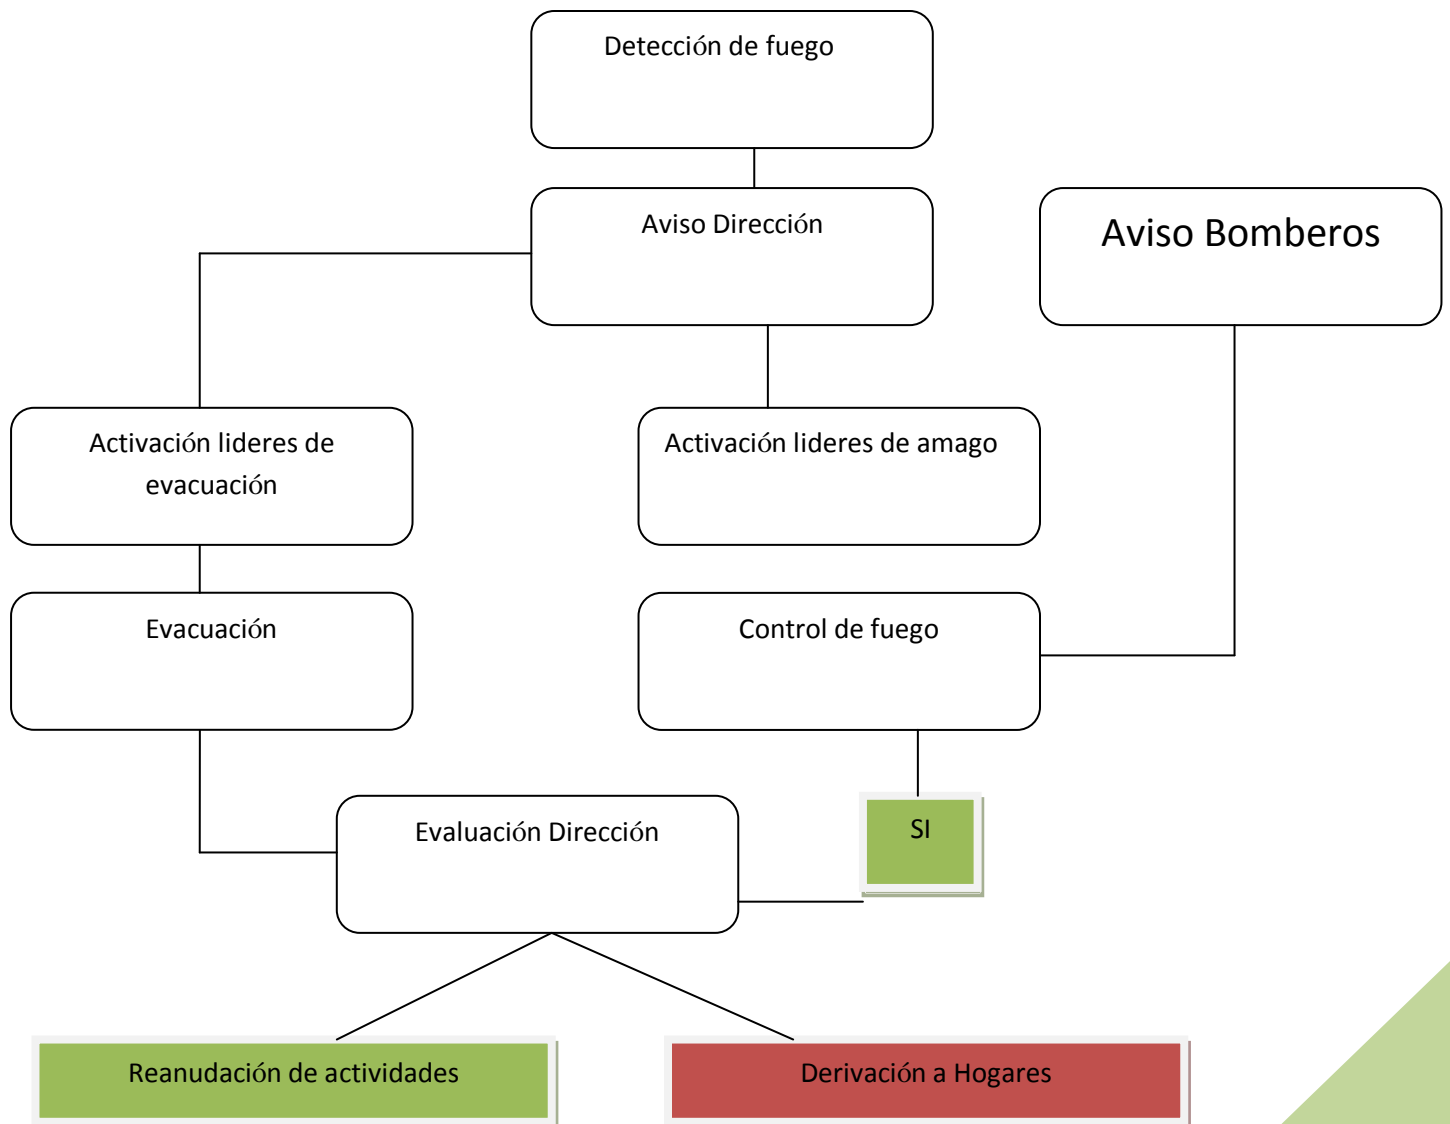 Detección de fuego
Aviso Dirección
Aviso Bomberos
Activación lideres de
evacuación
Activación lideres de amago
Evacuación
Control de fuego
Evaluación Dirección
SI
Reanudación de actividades
Derivación a Hogares